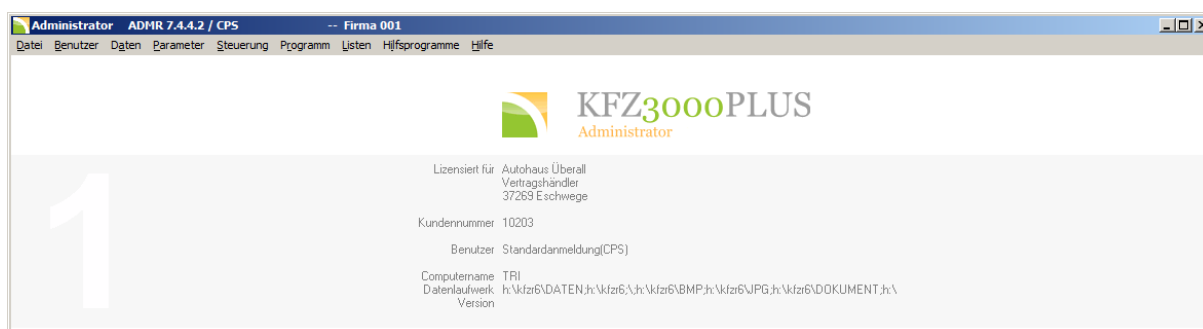 Administrator ADMR 7.4.4.2 / CPS -- Firma 001
Datei Benutzer Daten Parameter Steuerung Programm Listen Hilfsprogramme Hilfe
KFZ3000PLUS
Administrator
1
Lizensiert für Autohaus Überall
Vertragshändler
37269 Eschwege
Kundennummer 10203
Benutzer Standardanmeldung(CPS)
Computername TRI
Datenlaufwerk h:\kfzr6\DATEN;h:\kfzr6;\;h:\kfzr6\BMP;h:\kfzr6\JPG;h:\kfzr6\DOKUMENT;h:\
Version